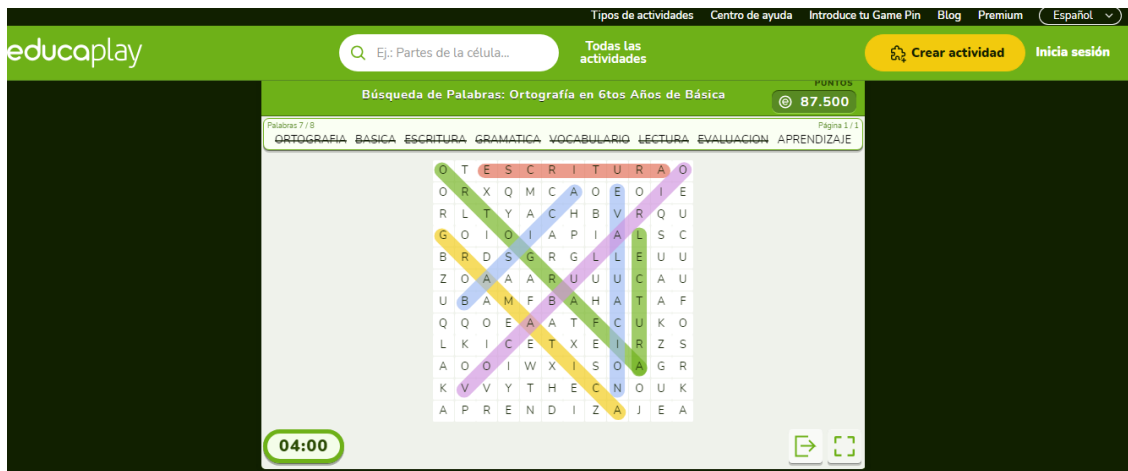 Tipos de actividades Centro de ayuda Introduce tu Game Pin Blog Premium Español
educaplay Ej.: Partes de la célula... Todas las actividades Crear actividad Inicia sesión
PUNTOS
Búsqueda de Palabras: Ortografía en 6tos Años de Básica 87.500
Palabras 7 / 8 Página 1 / 1
ORTOGRAFIA BASICA ESCRITURA GRAMATICA VOCABULARIO LECTURA EVALUACION APRENDIZAJE
O T E S C R I T U R A O
O R X Q M C A O E O I E
R L T Y A C H B V R Q U
G O I O I A P I A L S C
B R D S G R G L L E U U
Z O A A A R U U U C A U
U B A M F B A H A T A F
Q Q O E A A T F C U K O
L K I C E T X E I R Z S
A O O I W X I S O A G R
K V V Y T H E C N O U K
A P R E N D I Z A J E A
04:00